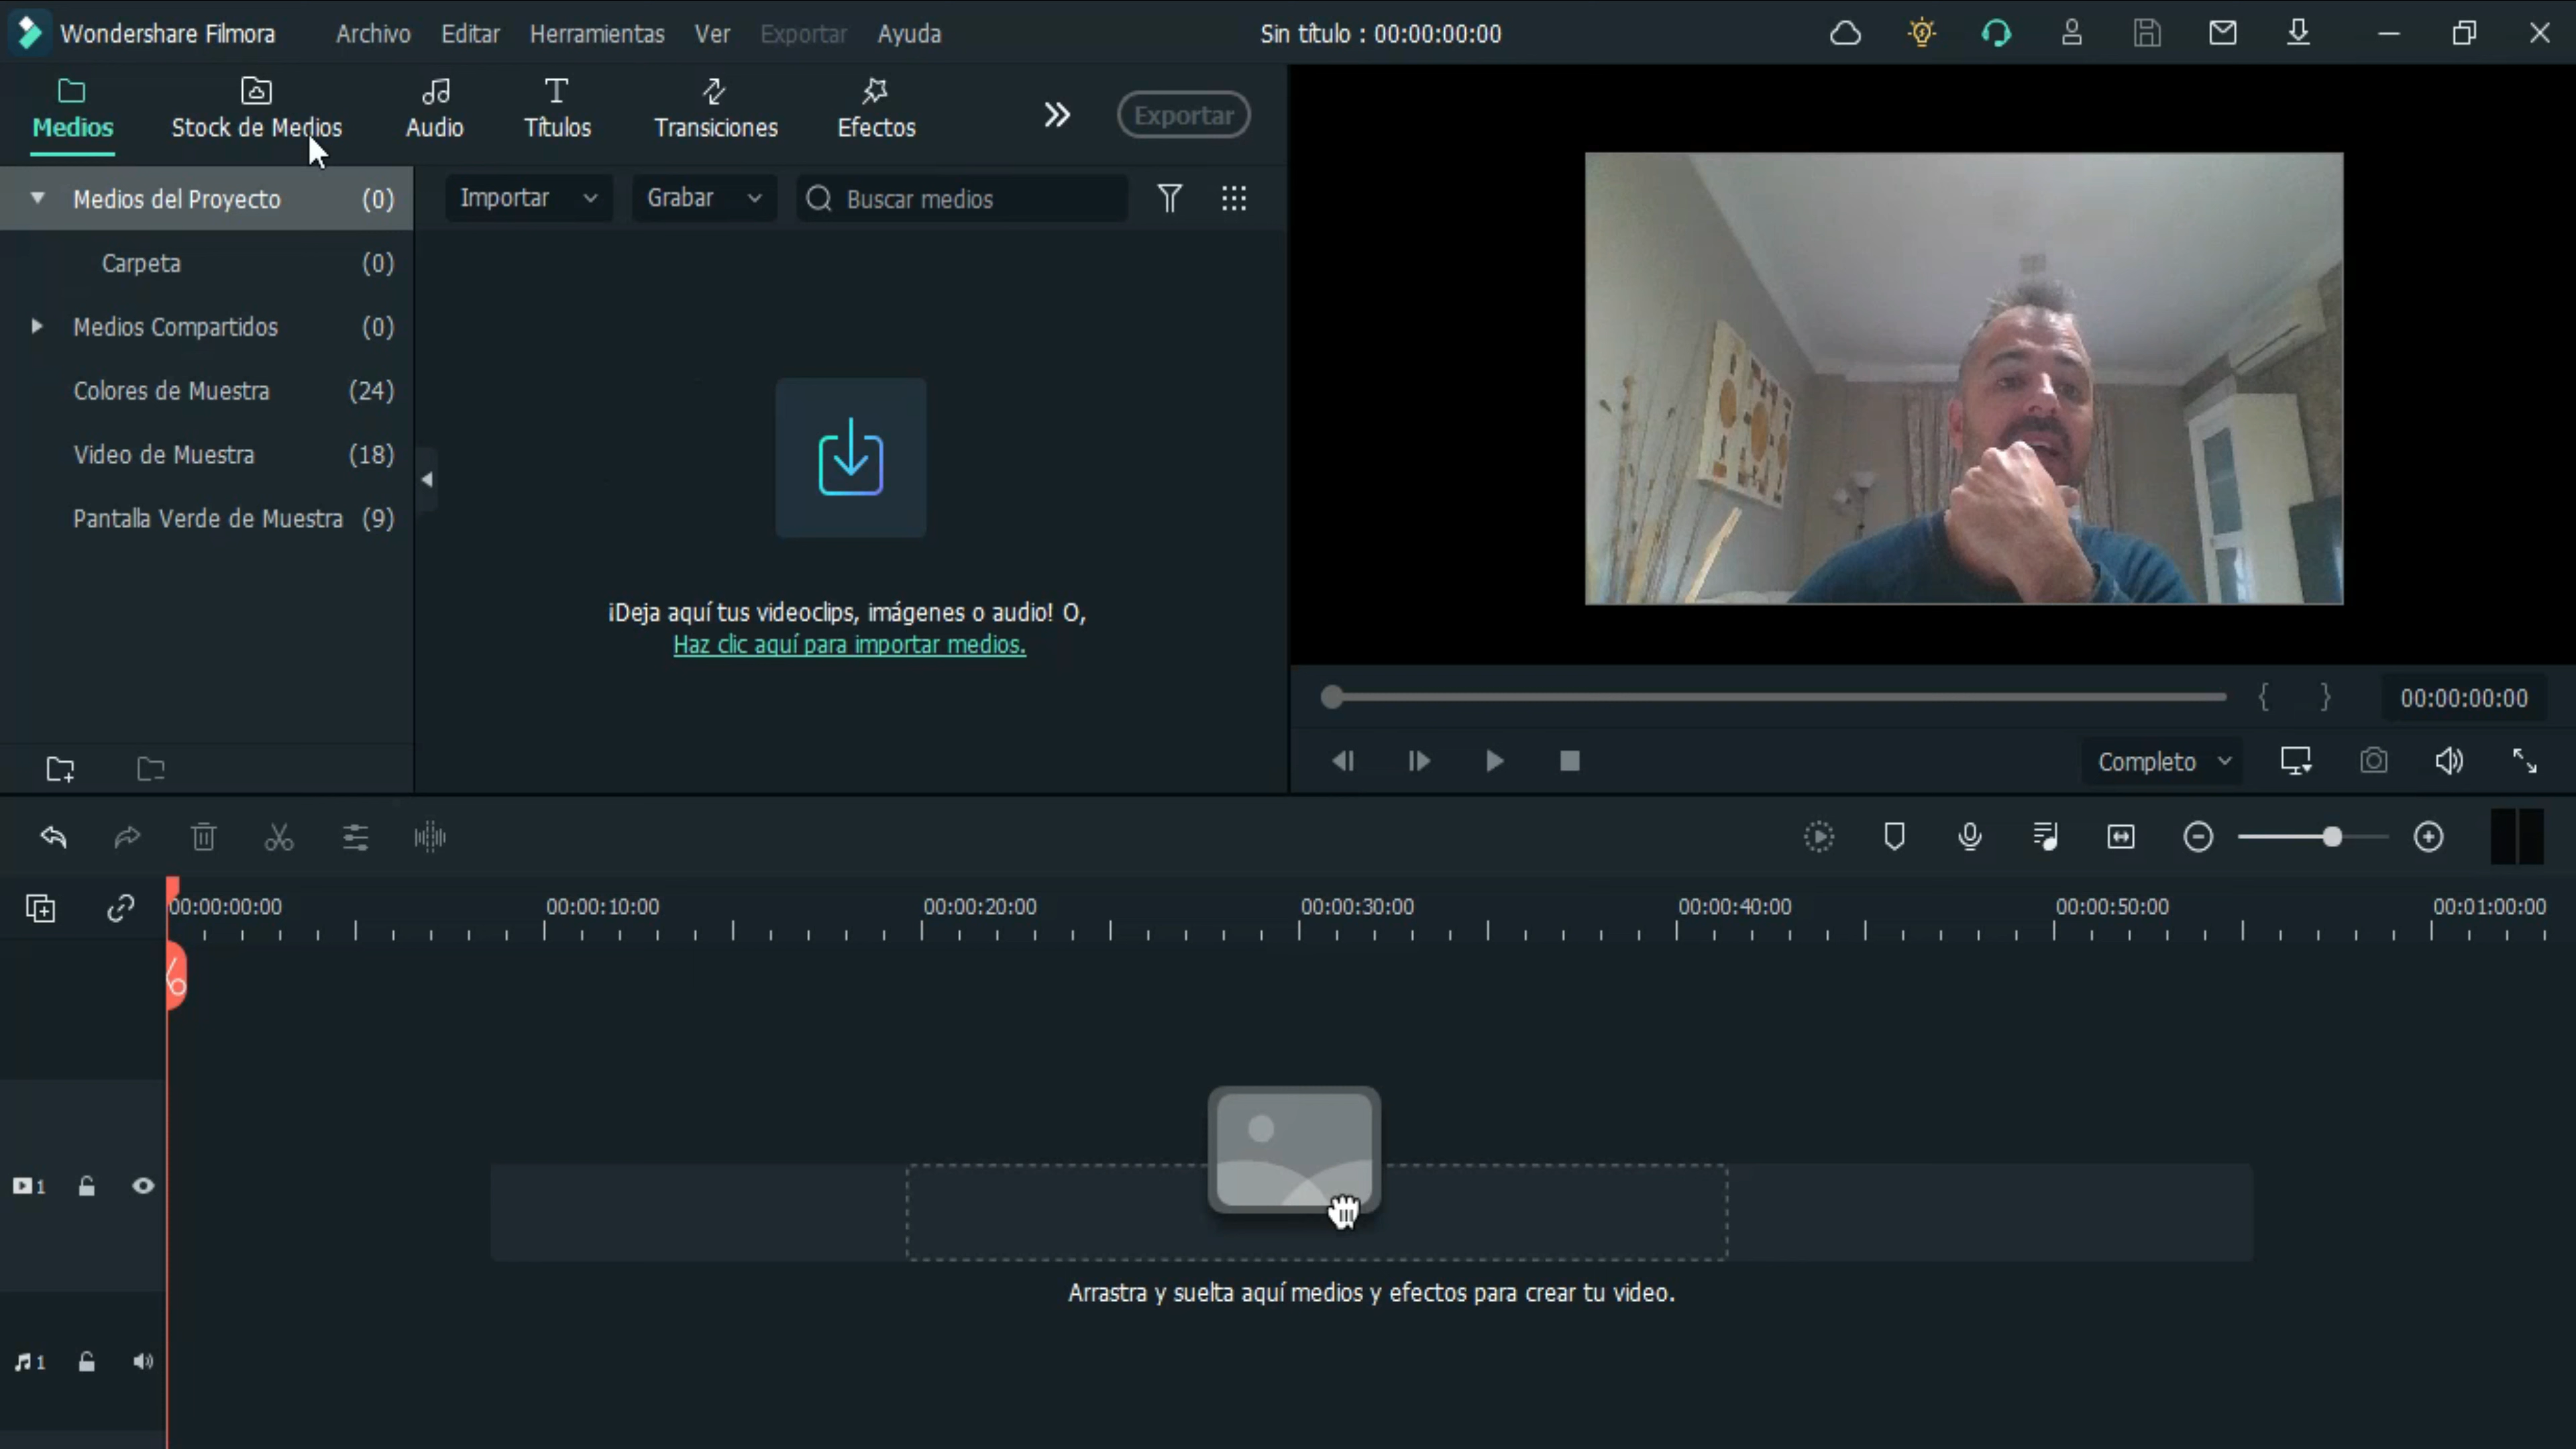 Wondershare Filmora Archivo Editar Herramientas Ver Exportar Ayuda Sin título : 00:00:00:00
Medios Stock de Medios Audio Títulos Transiciones Efectos Exportar
Medios del Proyecto (0)
Carpeta (0)
Medios Compartidos (0)
Colores de Muestra (24)
Video de Muestra (18)
Pantalla Verde de Muestra (9)
Importar Grabar Buscar medios
¡Deja aquí tus videoclips, imágenes o audio! O,
Haz clic aquí para importar medios.
{ } 00:00:00:00
Completo
00:00:00:00 00:00:10:00 00:00:20:00 00:00:30:00 00:00:40:00 00:00:50:00 00:01:00:00
1
Arrastra y suelta aquí medios y efectos para crear tu video.
1